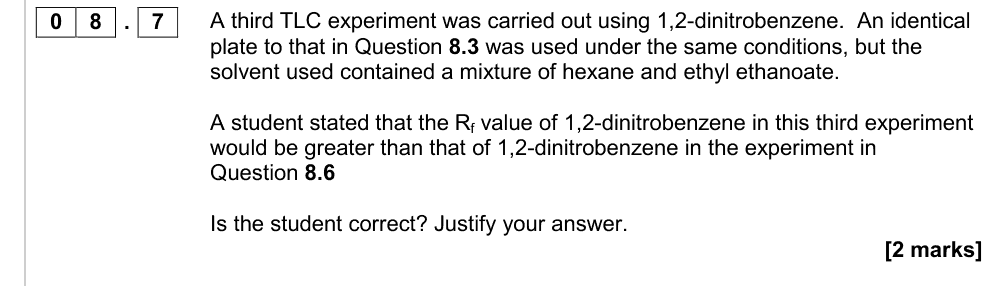 08.7 A third TLC experiment was carried out using 1,2-dinitrobenzene. An identical
plate to that in Question 8.3 was used under the same conditions, but the
solvent used contained a mixture of hexane and ethyl ethanoate.
A student stated that the Rf value of 1,2-dinitrobenzene in this third experiment
would be greater than that of 1,2-dinitrobenzene in the experiment in
Question 8.6
Is the student correct? Justify your answer.
[2 marks]